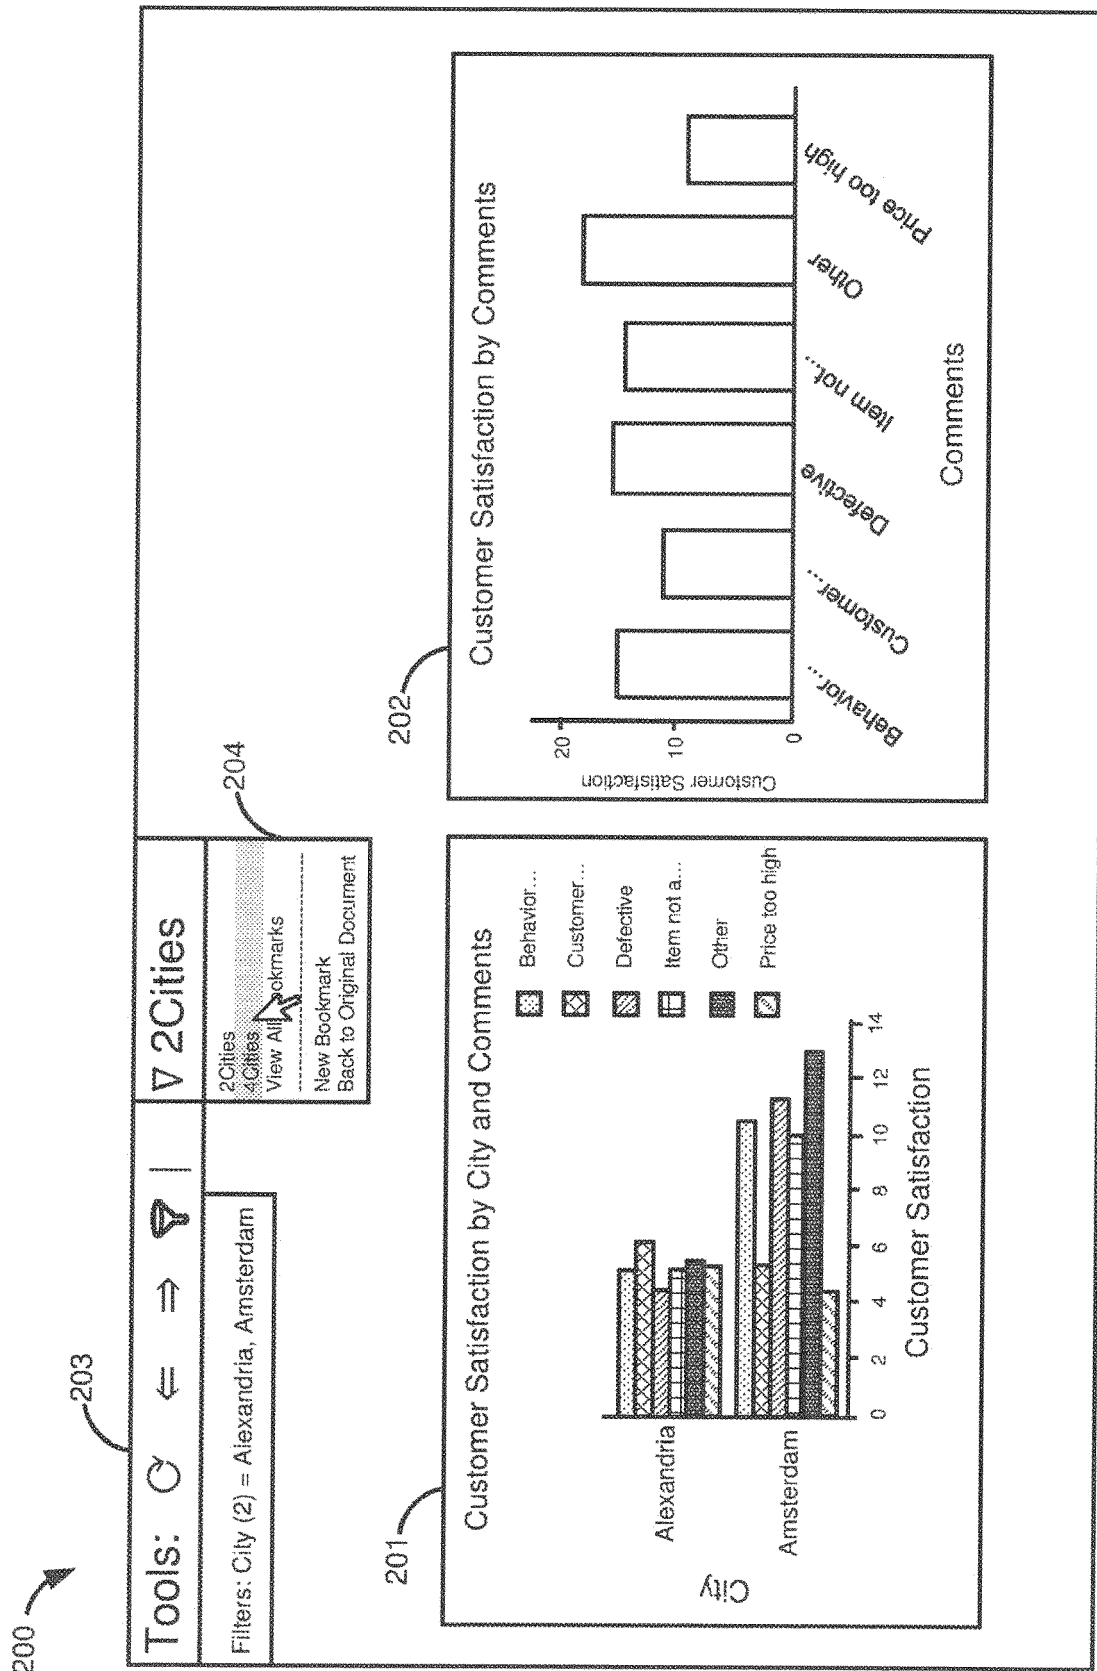 200
203
Tools:
∇ 2Cities
Filters: City (2) = Alexandria, Amsterdam
2Cities
4Cities
View All ookmarks
New Bookmark
Back to Original Document
204
201
Customer Satisfaction by City and Comments
City
Alexandria
Amsterdam
0 2 4 6 8 10 12 14
Customer Satisfaction
Behavior...
Customer...
Defective
Item not a...
Other
Price too high
202
Customer Satisfaction by Comments
Customer Satisfaction
20
10
0
Behavior...
Customer...
Defective
Item not...
Other
Price too high
Comments